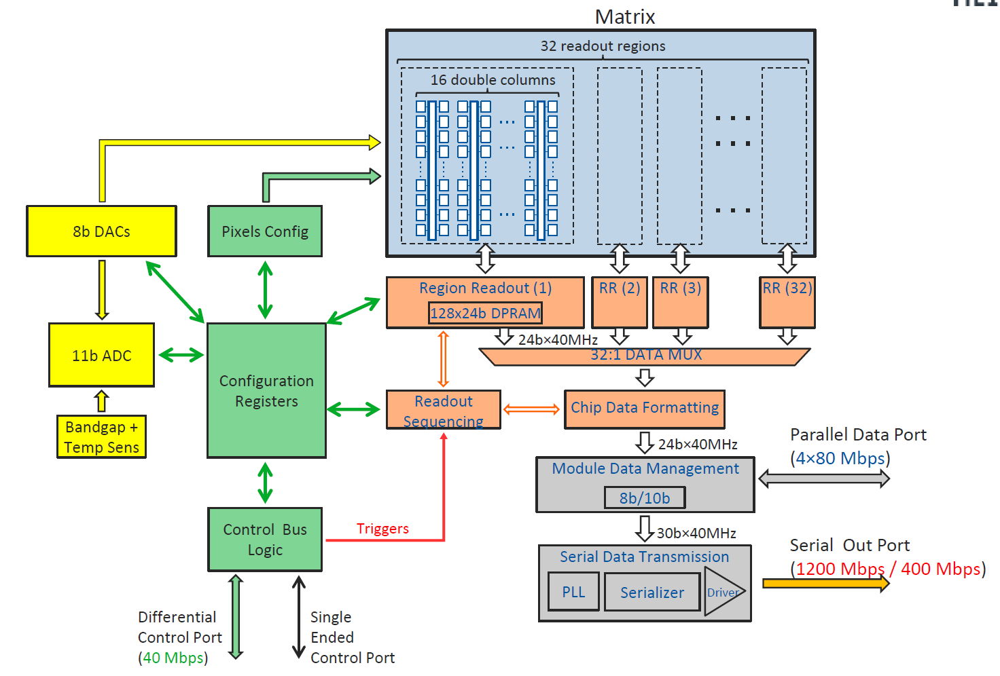 Matrix
32 readout regions
16 double columns
8b DACs
Pixels Config
Region Readout (1)
128x24b DPRAM
RR (2)
RR (3)
RR (32)
24b×40MHz
32:1 DATA MUX
11b ADC
Configuration
Registers
Readout
Sequencing
Chip Data Formatting
Bandgap +
Temp Sens
24b×40MHz
Parallel Data Port
(4×80 Mbps)
Module Data Management
8b/10b
Control Bus
Logic
Triggers
30b×40MHz
Serial Out Port
(1200 Mbps / 400 Mbps)
Serial Data Transmission
PLL
Serializer
Driver
Differential
Control Port
(40 Mbps)
Single
Ended
Control Port